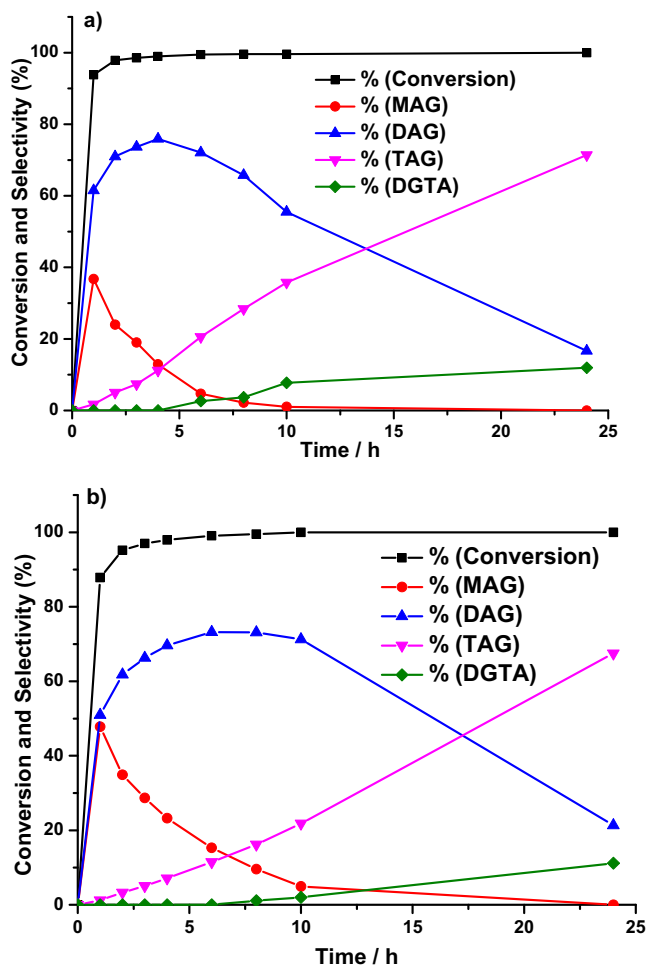 a)
% (Conversion)
% (MAG)
% (DAG)
% (TAG)
% (DGTA)
Conversion and Selectivity (%)
100
80
60
40
20
0
0 5 10 15 20 25
Time / h
b)
% (Conversion)
% (MAG)
% (DAG)
% (TAG)
% (DGTA)
Conversion and Selectivity (%)
100
80
60
40
20
0
0 5 10 15 20 25
Time / h